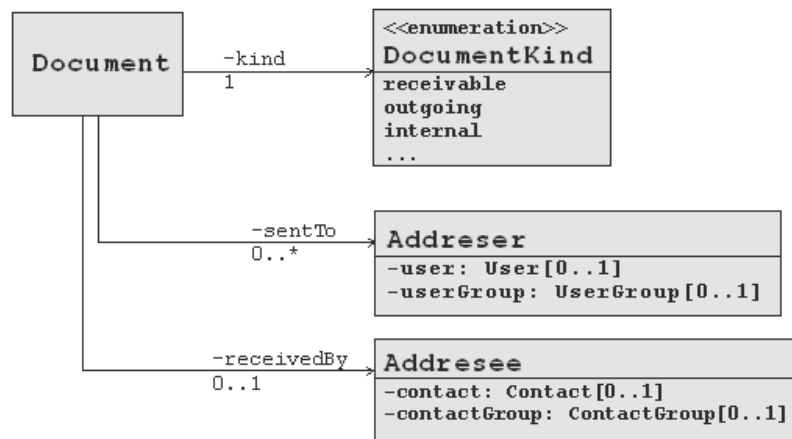 Document
-kind
1
<<enumeration>>
DocumentKind
receivable
outgoing
internal
...
-sentTo
0..*
Addreser
-user: User[0..1]
-userGroup: UserGroup[0..1]
-receivedBy
0..1
Addresee
-contact: Contact[0..1]
-contactGroup: ContactGroup[0..1]